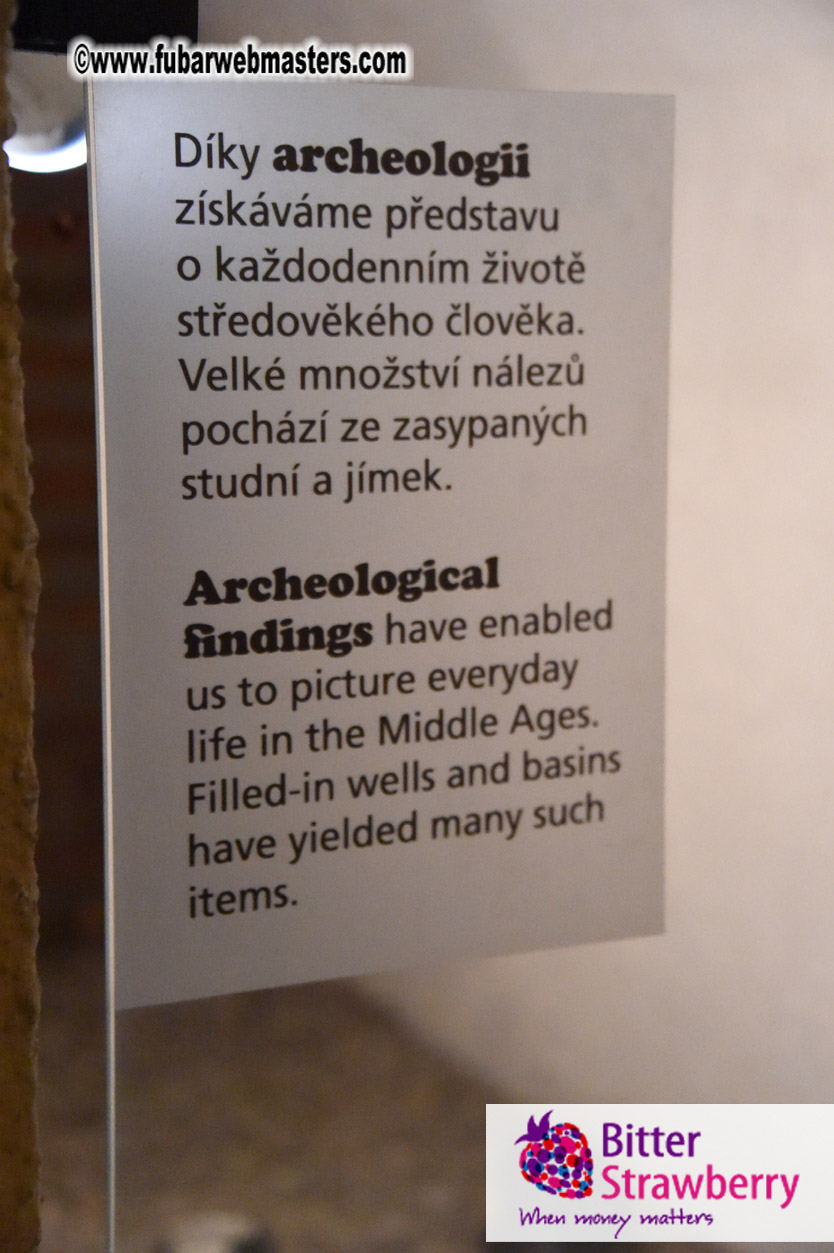 ©www.fubarwebmasters.com
Díky archeologii
získáváme představu
o každodenním životě
středověkého člověka.
Velké množství nálezů
pochází ze zasypaných
studní a jímek.
Archeological
findings have enabled
us to picture everyday
life in the Middle Ages.
Filled-in wells and basins
have yielded many such
items.
Bitter
Strawberry
When money matters